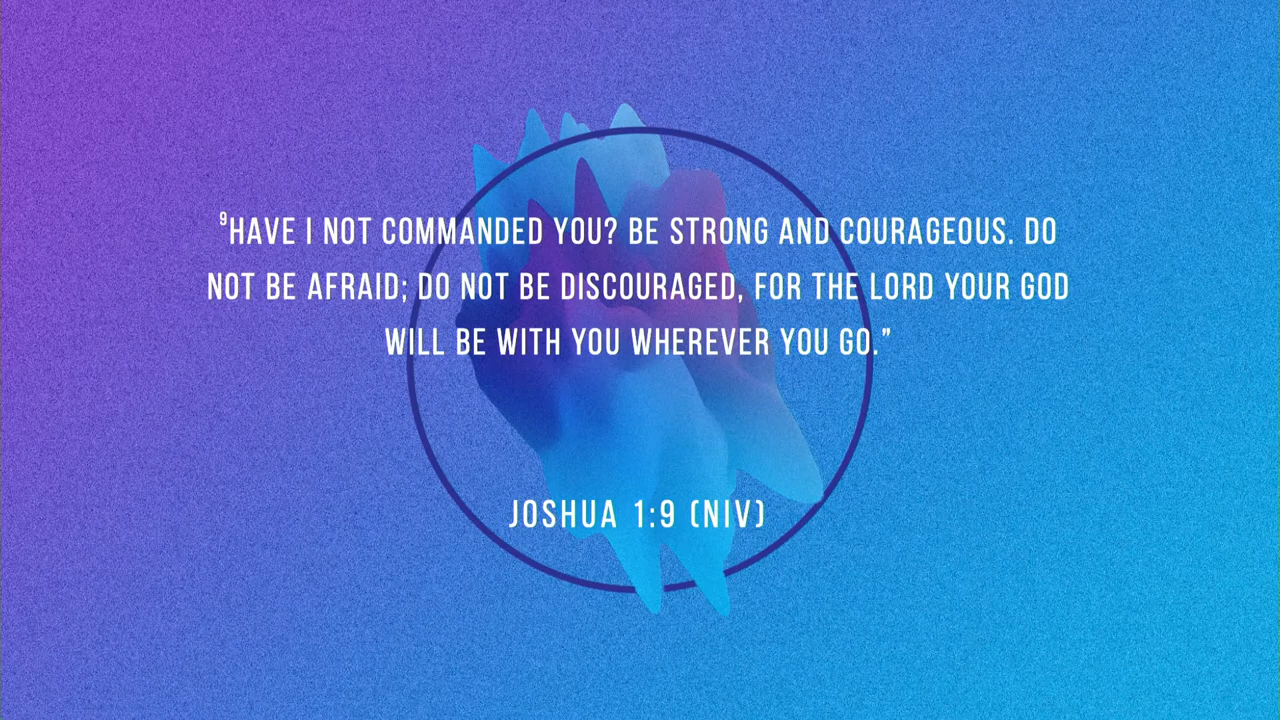 ⁹HAVE I NOT COMMANDED YOU? BE STRONG AND COURAGEOUS. DO
NOT BE AFRAID; DO NOT BE DISCOURAGED, FOR THE LORD YOUR GOD
WILL BE WITH YOU WHEREVER YOU GO.”
JOSHUA 1:9 (NIV)